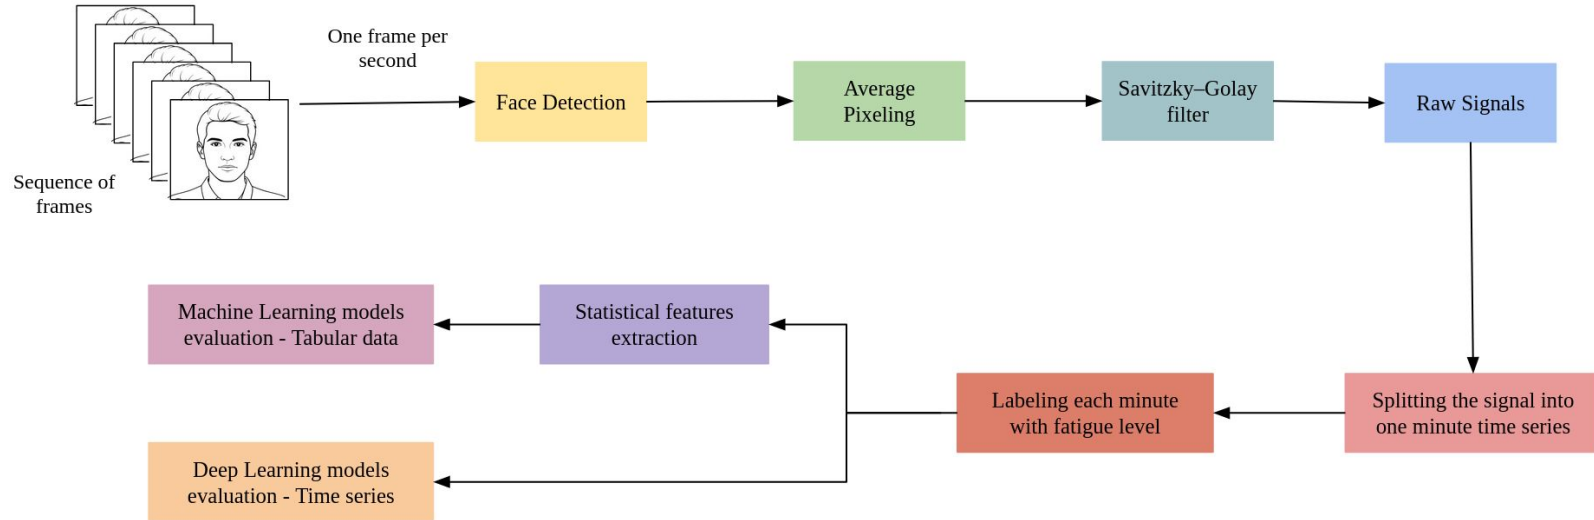 One frame per
second
Face Detection
Average
Pixeling
Savitzky–Golay
filter
Raw Signals
Sequence of
frames
Machine Learning models
evaluation - Tabular data
Statistical features
extraction
Labeling each minute
with fatigue level
Splitting the signal into
one minute time series
Deep Learning models
evaluation - Time series